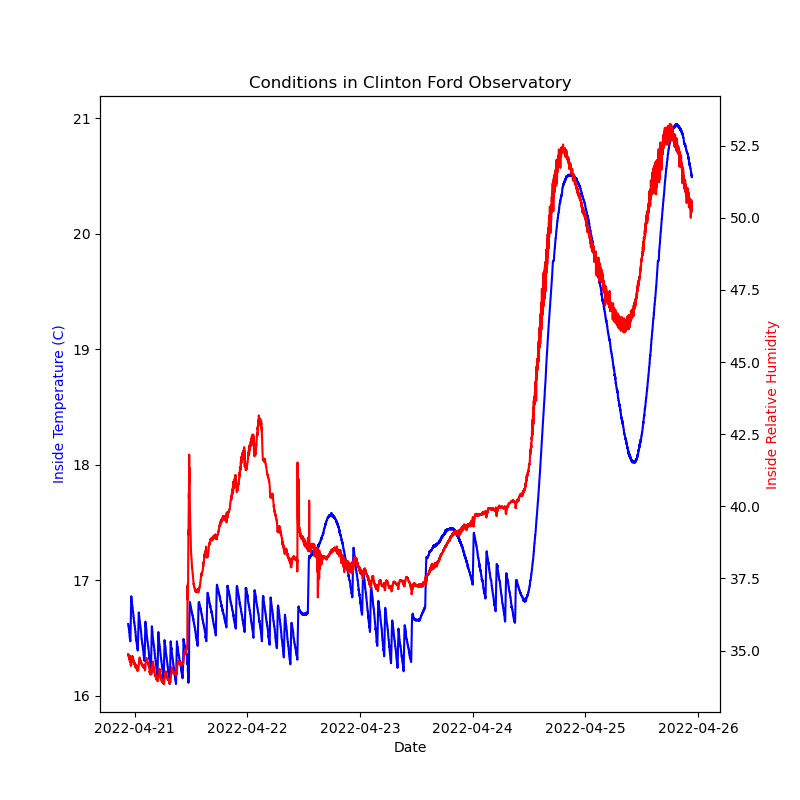 Conditions in Clinton Ford Observatory
21
20
19
18
17
16
Inside Temperature (C)
52.5
50.0
47.5
45.0
42.5
40.0
37.5
35.0
Inside Relative Humidity
2022-04-21 2022-04-22 2022-04-23 2022-04-24 2022-04-25 2022-04-26
Date